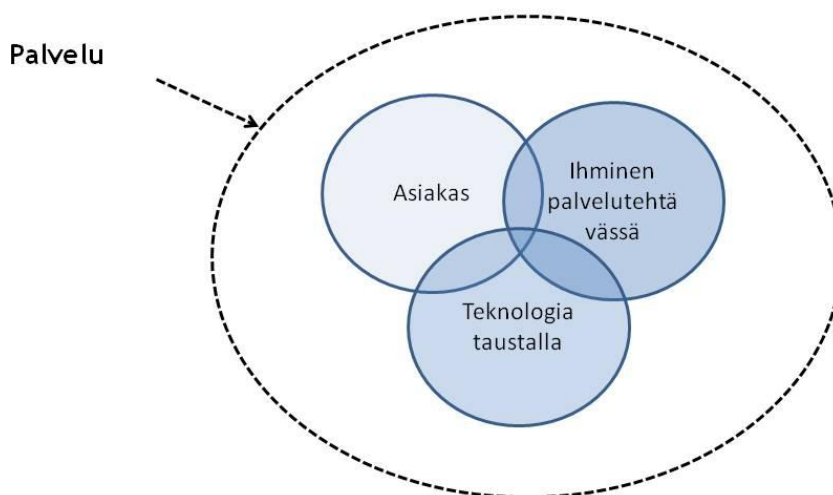 Palvelu
Asiakas
Ihminen
palvelutehtä
vässä
Teknologia
taustalla